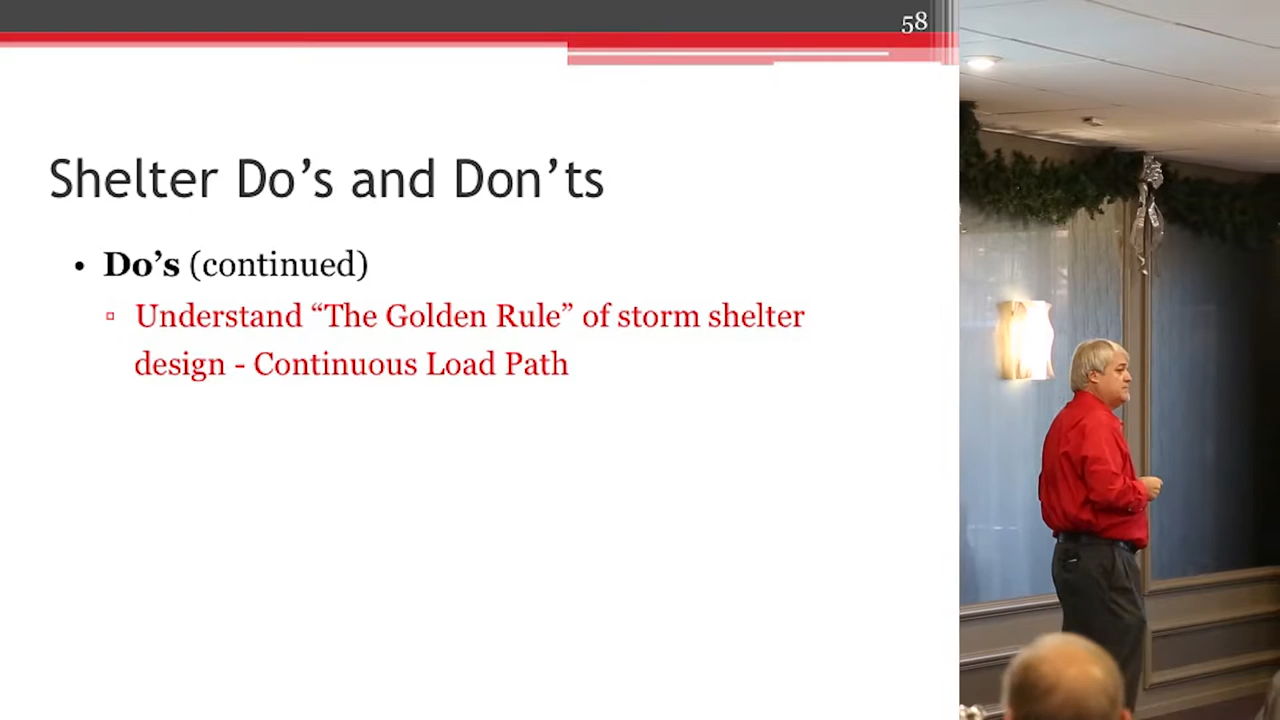 58
Shelter Do’s and Don’ts
• Do’s (continued)
▫ Understand “The Golden Rule” of storm shelter
design - Continuous Load Path